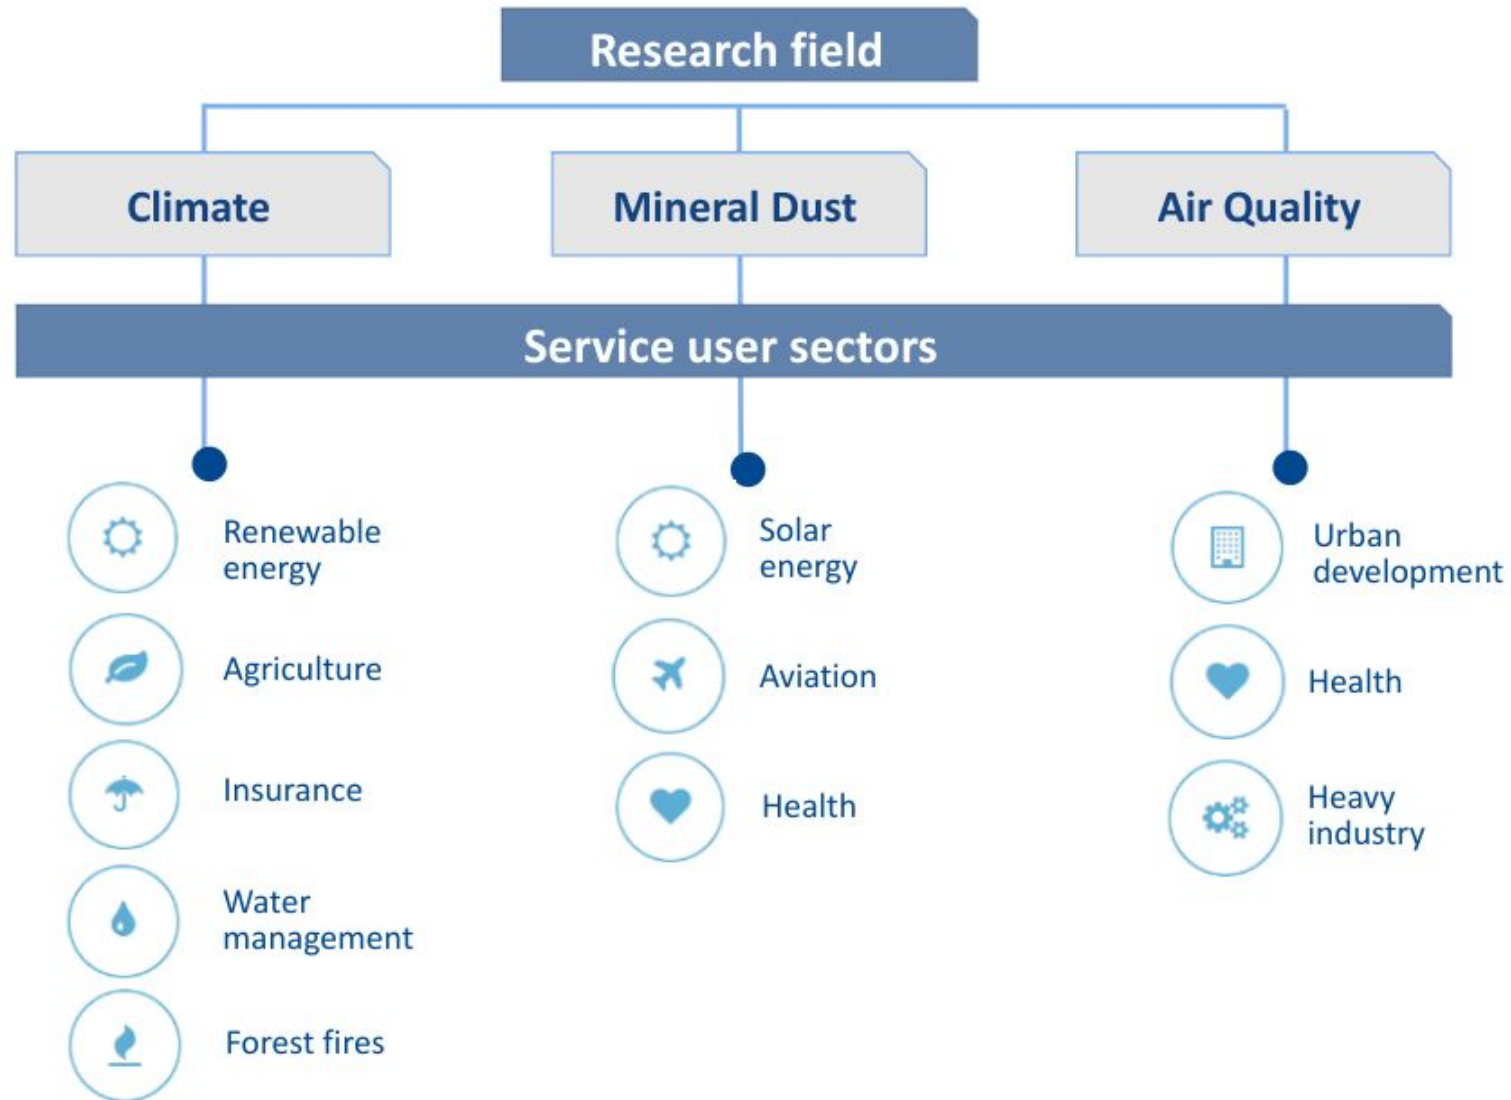 Research field
Climate
Mineral Dust
Air Quality
Service user sectors
Renewable
energy
Agriculture
Insurance
Water
management
Forest fires
Solar
energy
Aviation
Health
Urban
development
Health
Heavy
industry